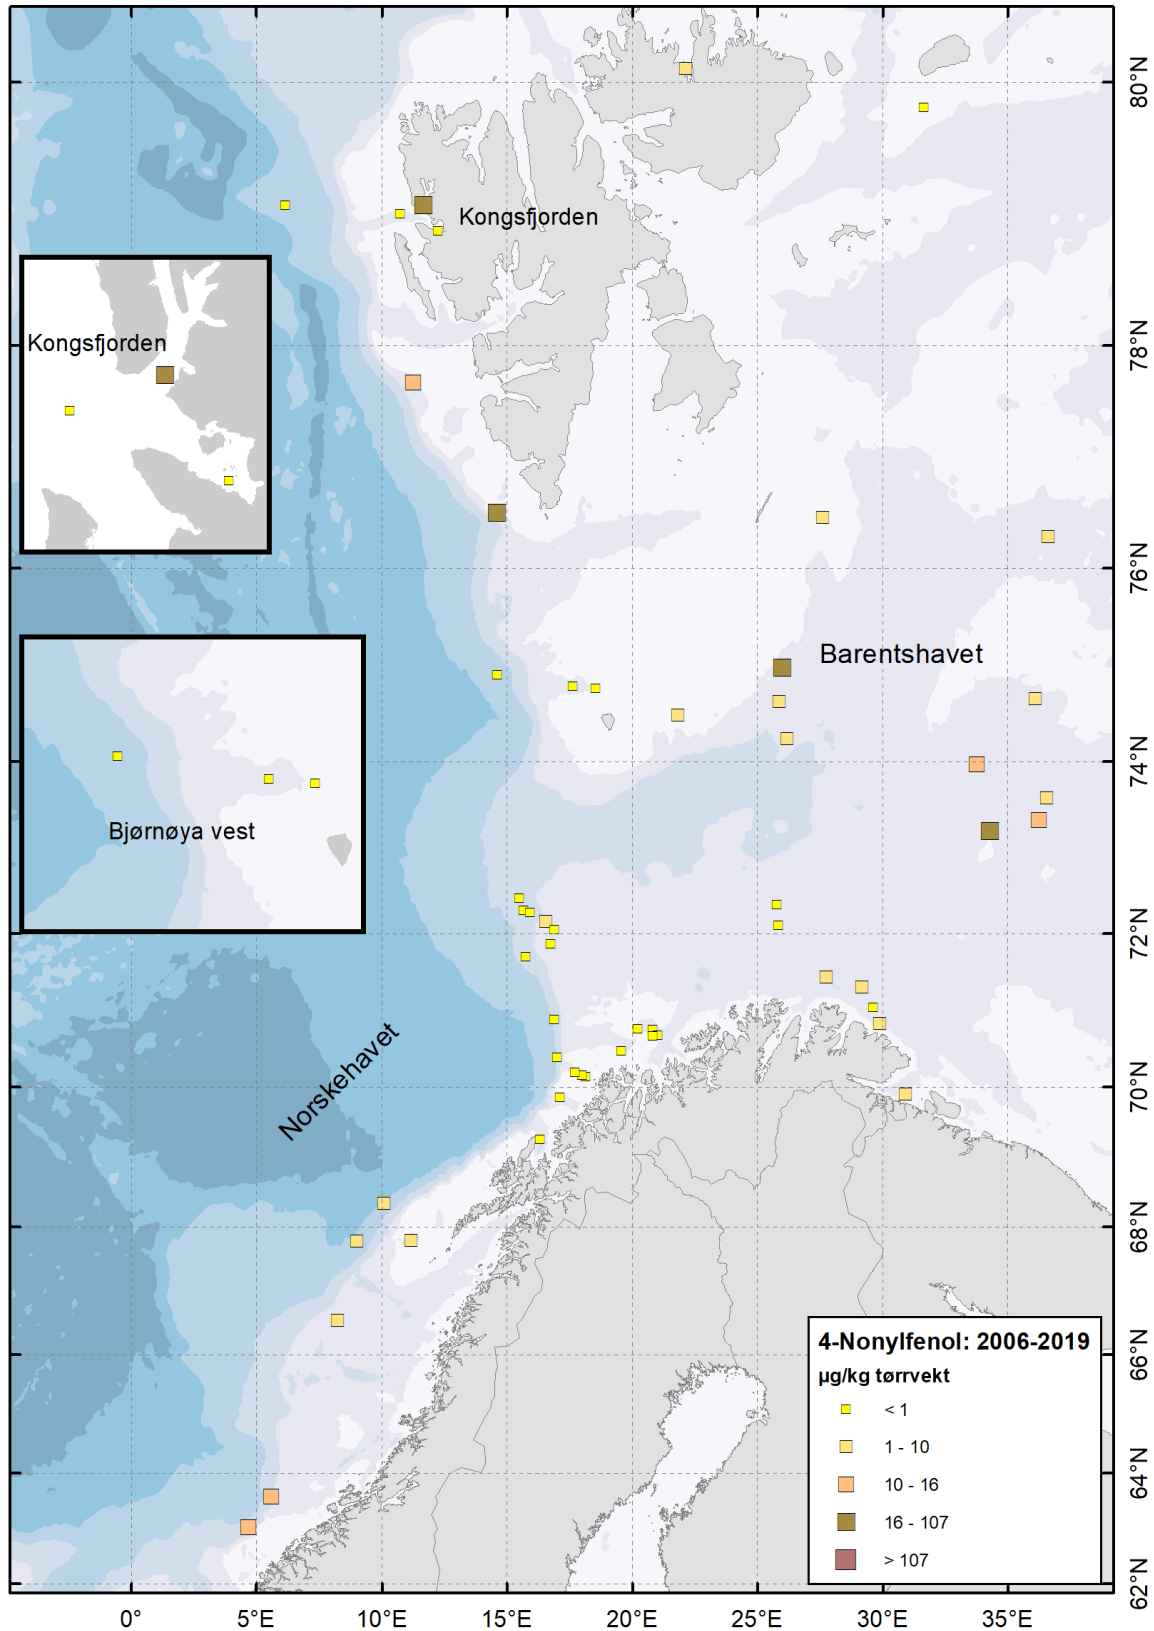 80°N
Kongsfjorden
Kongsfjorden
78°N
76°N
Barentshavet
74°N
Bjørnøya vest
72°N
Norskehavet
70°N
68°N
66°N
64°N
62°N
4-Nonylfenol: 2006-2019
µg/kg tørrvekt
< 1
1 - 10
10 - 16
16 - 107
> 107
0°
5°E
10°E
15°E
20°E
25°E
30°E
35°E